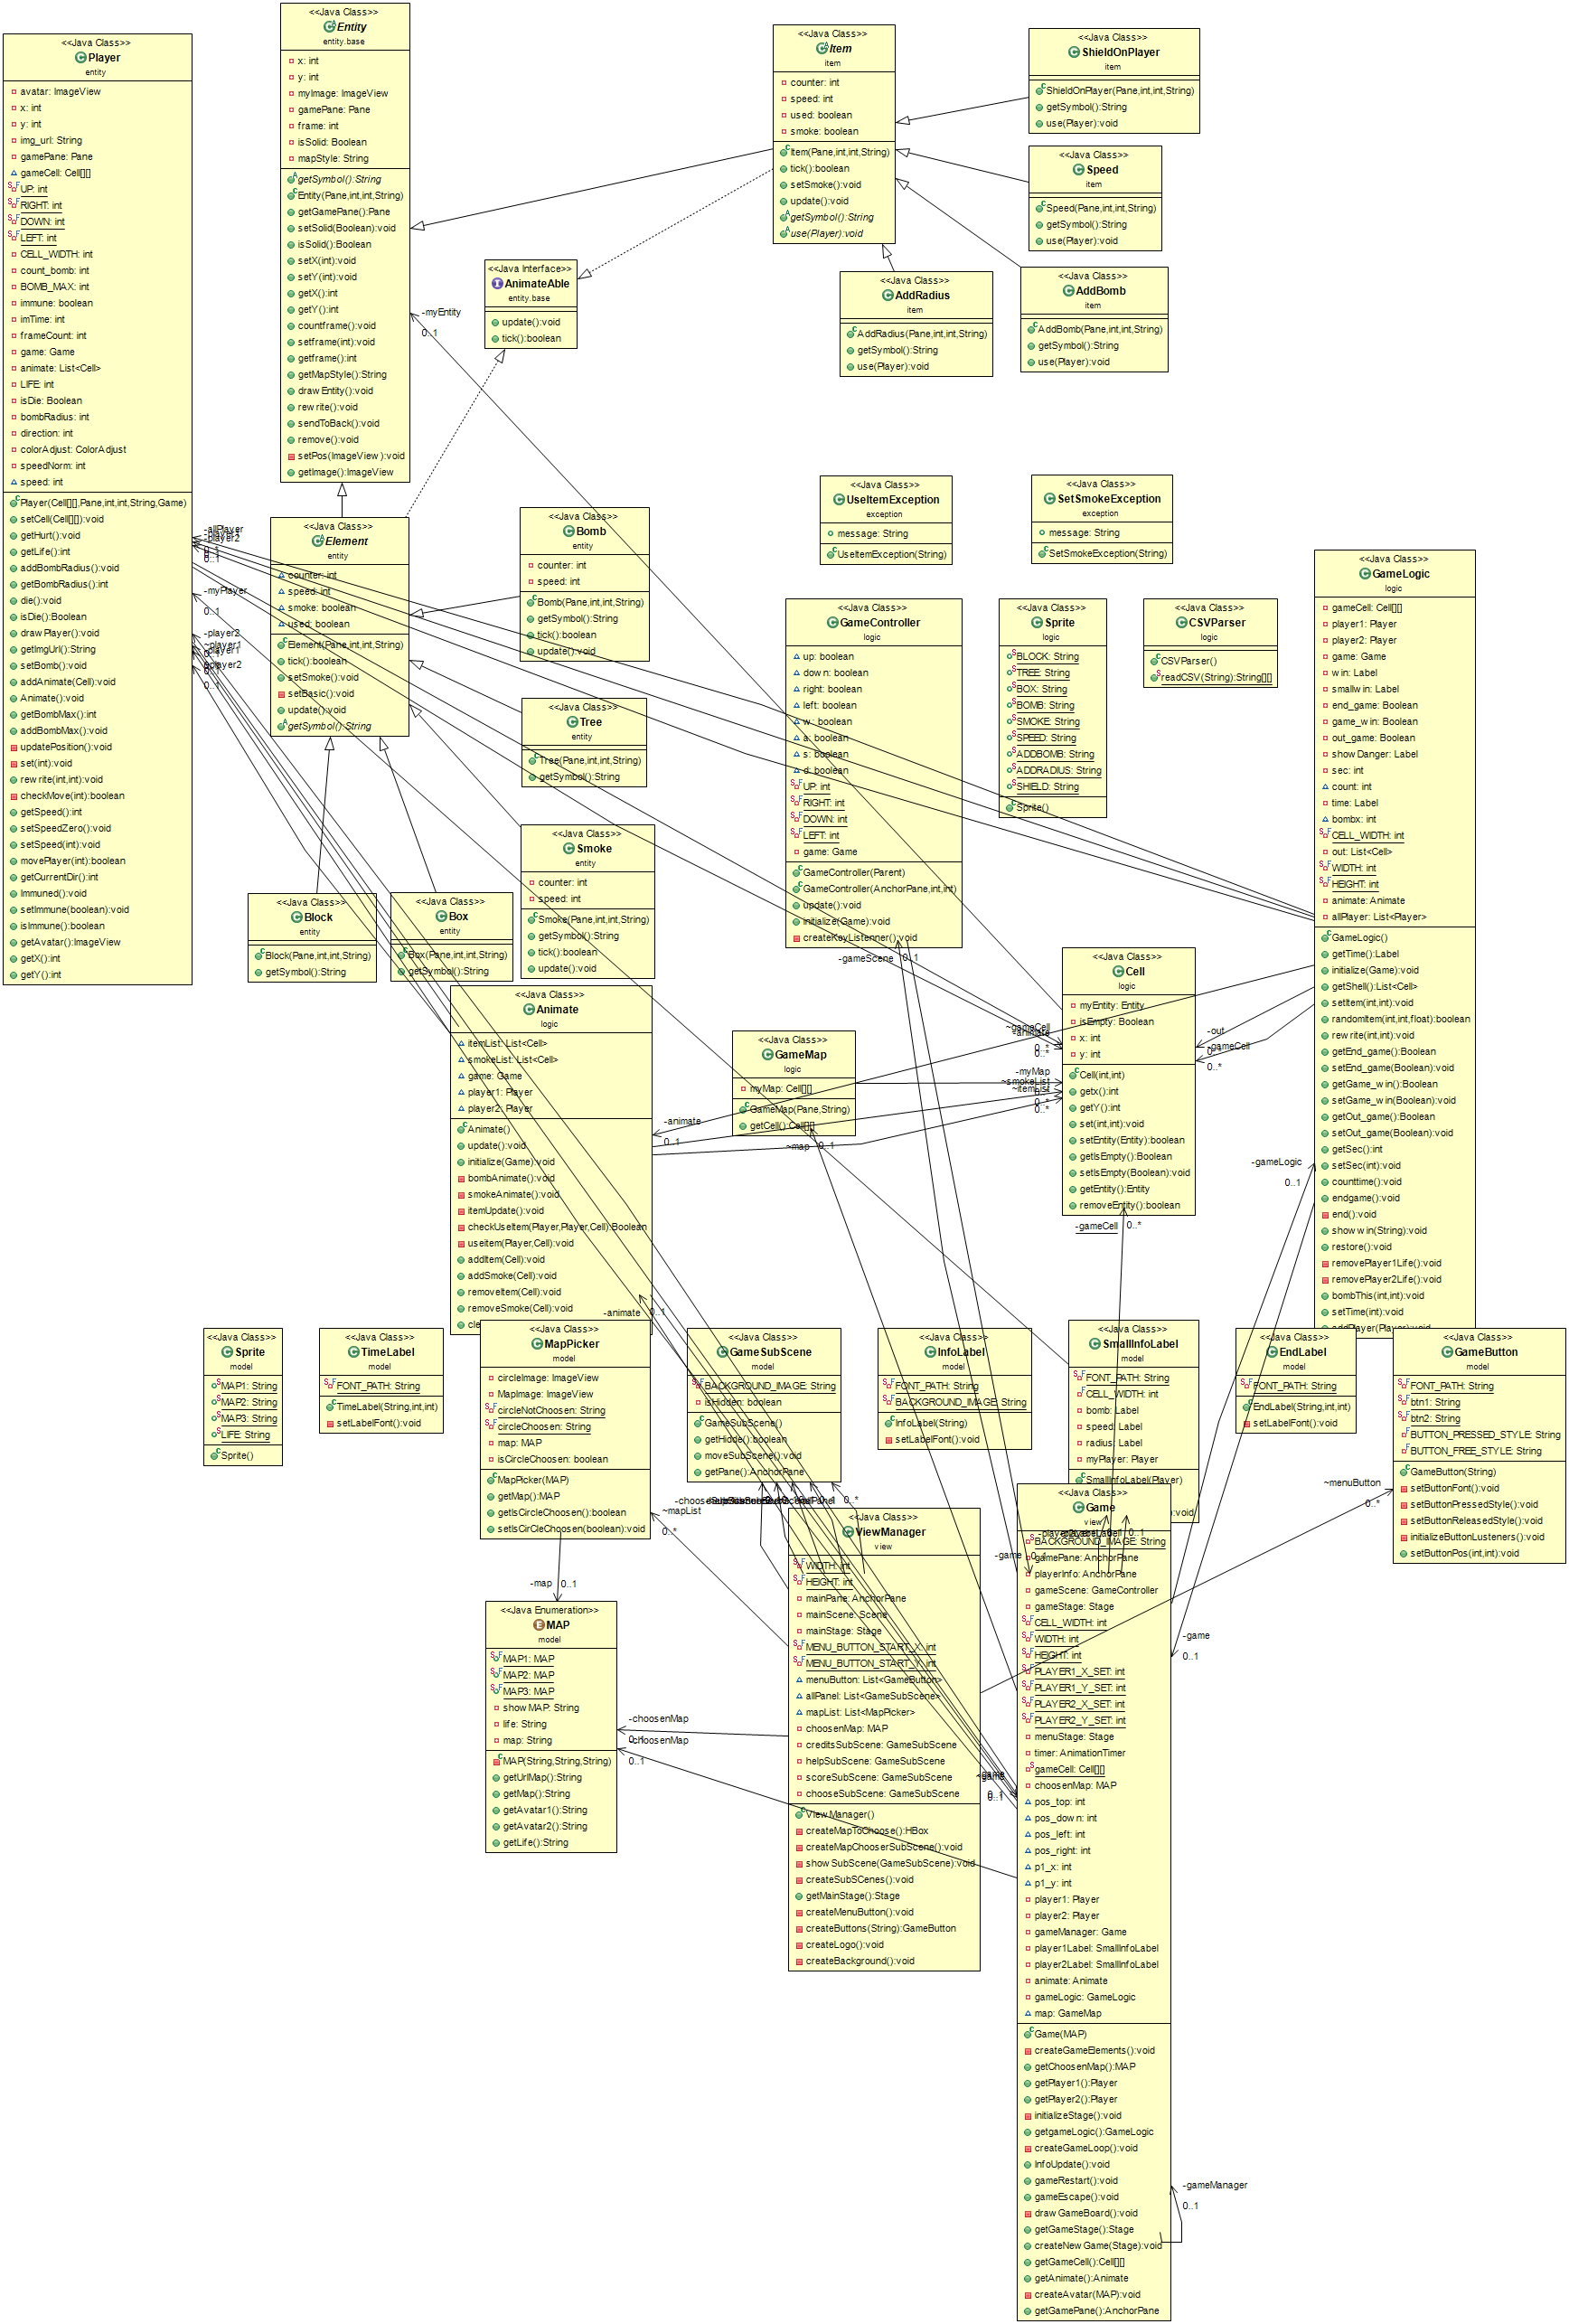 <<Java Class>>
Player
entity
avatar: ImageView
x: int
y: int
img_url: String
gamePane: Pane
gameCell: Cell[][]
UP: int
RIGHT: int
DOWN: int
LEFT: int
CELL_WIDTH: int
count_bomb: int
BOMB_MAX: int
immune: boolean
imTime: int
frameCount: int
game: Game
animate: List<Cell>
LIFE: int
isDie: Boolean
bombRadius: int
direction: int
colorAdjust: ColorAdjust
speedNorm: int
speed: int
Player(Cell[][],Pane,int,int,String,Game)
setCell(Cell[][]):void
getHurt():void
getLife():int
addBombRadius():void
getBombRadius():int
die():void
isDie():Boolean
drawPlayer():void
getImgUrl():String
setBomb():void
addAnimate(Cell):void
Animate():void
getBombMax():int
addBombMax():void
updatePosition():void
set(int):void
rewrite(int,int):void
checkMove(int):boolean
getSpeed():int
setSpeedZero():void
setSpeed(int):void
movePlayer(int):boolean
getCurrentDir():int
Immuned():void
setImmune(boolean):void
isImmune():boolean
getAvatar():ImageView
getX():int
getY():int
<<Java Class>>
Entity
entity.base
x: int
y: int
myImage: ImageView
gamePane: Pane
frame: int
isSolid: Boolean
mapStyle: String
getSymbol():String
Entity(Pane,int,int,String)
getGamePane():Pane
setSolid(Boolean):void
isSolid():Boolean
setX(int):void
setY(int):void
getX():int
getY():int
countframe():void
setframe(int):void
getframe():int
getMapStyle():String
drawEntity():void
rewrite():void
sendToBack():void
remove():void
setPos(ImageView):void
getImage():ImageView
<<Java Interface>>
AnimateAble
entity.base
update():void
tick():boolean
<<Java Class>>
Item
item
counter: int
speed: int
used: boolean
smoke: boolean
Item(Pane,int,int,String)
tick():boolean
setSmoke():void
update():void
getSymbol():String
use(Player):void
<<Java Class>>
ShieldOnPlayer
item
ShieldOnPlayer(Pane,int,int,String)
getSymbol():String
use(Player):void
<<Java Class>>
Speed
item
Speed(Pane,int,int,String)
getSymbol():String
use(Player):void
<<Java Class>>
AddRadius
item
AddRadius(Pane,int,int,String)
getSymbol():String
use(Player):void
<<Java Class>>
AddBomb
item
AddBomb(Pane,int,int,String)
getSymbol():String
use(Player):void
-myEntity
0..1
<<Java Class>>
Element
entity
counter: int
speed: int
smoke: boolean
used: boolean
Element(Pane,int,int,String)
tick():boolean
setSmoke():void
setBasic():void
update():void
getSymbol():String
<<Java Class>>
Bomb
entity
counter: int
speed: int
Bomb(Pane,int,int,String)
getSymbol():String
tick():boolean
update():void
<<Java Class>>
Tree
entity
Tree(Pane,int,int,String)
getSymbol():String
<<Java Class>>
Smoke
entity
counter: int
speed: int
Smoke(Pane,int,int,String)
getSymbol():String
tick():boolean
update():void
<<Java Class>>
Block
entity
Block(Pane,int,int,String)
getSymbol():String
<<Java Class>>
Box
entity
Box(Pane,int,int,String)
getSymbol():String
-allPlayer
-player2
0..1
-myPlayer
0..1
-player2
~player1
0..1
<<Java Class>>
UseItemException
exception
message: String
UseItemException(String)
<<Java Class>>
SetSmokeException
exception
message: String
SetSmokeException(String)
<<Java Class>>
GameController
logic
up: boolean
down: boolean
right: boolean
left: boolean
w: boolean
a: boolean
s: boolean
d: boolean
UP: int
RIGHT: int
DOWN: int
LEFT: int
game: Game
GameController(Parent)
GameController(AnchorPane,int,int)
update():void
initialize(Game):void
createKeyListenner():void
-gameScene
0..1
<<Java Class>>
Sprite
logic
BLOCK: String
TREE: String
BOX: String
BOMB: String
SMOKE: String
SPEED: String
ADDBOMB: String
ADDRADIUS: String
SHIELD: String
Sprite()
<<Java Class>>
CSVParser
logic
CSVParser()
readCSV(String):String[][]
<<Java Class>>
GameLogic
logic
gameCell: Cell[][]
player1: Player
player2: Player
game: Game
win: Label
smallwin: Label
end_game: Boolean
game_win: Boolean
out_game: Boolean
showDanger: Label
sec: int
count: int
time: Label
bombx: int
CELL_WIDTH: int
out: List<Cell>
WIDTH: int
HEIGHT: int
animate: Animate
allPlayer: List<Player>
GameLogic()
getTime():Label
initialize(Game):void
getShell():List<Cell>
setItem(int,int):void
randomItem(int,int,float):boolean
rewrite(int,int):void
getEnd_game():Boolean
setEnd_game(Boolean):void
getGame_win():Boolean
setGame_win(Boolean):void
getOut_game():Boolean
setOut_game(Boolean):void
getSec():int
setSec(int):void
counttime():void
endgame():void
end():void
showwin(String):void
restore():void
removePlayer1Life():void
removePlayer2Life():void
bombThis(int,int):void
setTime(int):void
addPlayer(Player):void
<<Java Class>>
Cell
logic
myEntity: Entity
isEmpty: Boolean
x: int
y: int
Cell(int,int)
getx():int
getY():int
set(int,int):void
setEntity(Entity):boolean
getIsEmpty():Boolean
setIsEmpty(Boolean):void
getEntity():Entity
removeEntity():boolean
~gameCell
-animate
0..*
-myMap
~smokeList
~itemList
0..*
-out
-gameCell
0..*
-gameCell
0..*
<<Java Class>>
Animate
logic
itemList: List<Cell>
smokeList: List<Cell>
game: Game
player1: Player
player2: Player
Animate()
update():void
initialize(Game):void
bombAnimate():void
smokeAnimate():void
itemUpdate():void
checkUseItem(Player,Player,Cell):Boolean
useitem(Player,Cell):void
addItem(Cell):void
addSmoke(Cell):void
removeItem(Cell):void
removeSmoke(Cell):void
-animate
0..1
-animate
0..1
<<Java Class>>
GameMap
logic
myMap: Cell[][]
GameMap(Pane,String)
getCell():Cell[][]
~map
0..1
-gameLogic
0..1
<<Java Class>>
Sprite
model
MAP1: String
MAP2: String
MAP3: String
LIFE: String
Sprite()
<<Java Class>>
TimeLabel
model
FONT_PATH: String
TimeLabel(String,int,int)
setLabelFont():void
<<Java Class>>
MapPicker
model
circleImage: ImageView
MapImage: ImageView
circleNotChoosen: String
circleChoosen: String
map: MAP
isCircleChoosen: boolean
MapPicker(MAP)
getMap():MAP
getIsCircleChoosen():boolean
setIsCirCleChoosen(boolean):void
<<Java Class>>
GameSubScene
model
BACKGROUND_IMAGE: String
isHidden: boolean
GameSubScene()
getHidde():boolean
moveSubScene():void
getPane():AnchorPane
<<Java Class>>
InfoLabel
model
FONT_PATH: String
BACKGROUND_IMAGE: String
InfoLabel(String)
setLabelFont():void
<<Java Class>>
SmallInfoLabel
model
FONT_PATH: String
CELL_WIDTH: int
bomb: Label
speed: Label
radius: Label
myPlayer: Player
SmallInfoLabel(Player)
<<Java Class>>
EndLabel
model
FONT_PATH: String
EndLabel(String,int,int)
setLabelFont():void
<<Java Class>>
GameButton
model
FONT_PATH: String
btn1: String
btn2: String
BUTTON_PRESSED_STYLE: String
BUTTON_FREE_STYLE: String
GameButton(String)
setButtonFont():void
setButtonPressedStyle():void
setButtonReleasedStyle():void
initializeButtonLusteners():void
setButtonPos(int,int):void
~menuButton
0..*
~mapList
0..*
0..*
-map
0..1
<<Java Enumeration>>
MAP
model
MAP1: MAP
MAP2: MAP
MAP3: MAP
showMAP: String
life: String
map: String
MAP(String,String,String)
getUrlMap():String
getMap():String
getAvatar1():String
getAvatar2():String
getLife():String
-choosenMap
0..1
-choosenMap
0..1
<<Java Class>>
ViewManager
view
WIDTH: int
HEIGHT: int
mainPane: AnchorPane
mainScene: Scene
mainStage: Stage
MENU_BUTTON_START_X: int
MENU_BUTTON_START_Y: int
menuButton: List<GameButton>
allPanel: List<GameSubScene>
mapList: List<MapPicker>
choosenMap: MAP
creditsSubScene: GameSubScene
helpSubScene: GameSubScene
scoreSubScene: GameSubScene
chooseSubScene: GameSubScene
ViewManager()
createMapToChoose():HBox
createMapChooserSubScene():void
showSubScene(GameSubScene):void
createSubSCenes():void
getMainStage():Stage
createMenuButton():void
createButtons(String):GameButton
createLogo():void
createBackground():void
<<Java Class>>
Game
view
BACKGROUND_IMAGE: String
gamePane: AnchorPane
playerInfo: AnchorPane
gameScene: GameController
gameStage: Stage
CELL_WIDTH: int
WIDTH: int
HEIGHT: int
PLAYER1_X_SET: int
PLAYER1_Y_SET: int
PLAYER2_X_SET: int
PLAYER2_Y_SET: int
menuStage: Stage
timer: AnimationTimer
gameCell: Cell[][]
choosenMap: MAP
pos_top: int
pos_down: int
pos_left: int
pos_right: int
p1_x: int
p1_y: int
player1: Player
player2: Player
gameManager: Game
player1Label: SmallInfoLabel
player2Label: SmallInfoLabel
animate: Animate
gameLogic: GameLogic
map: GameMap
Game(MAP)
createGameElements():void
getChoosenMap():MAP
getPlayer1():Player
getPlayer2():Player
initializeStage():void
getgameLogic():GameLogic
createGameLoop():void
InfoUpdate():void
gameRestart():void
gameEscape():void
drawGameBoard():void
getGameStage():Stage
createNewGame(Stage):void
getGameCell():Cell[][]
getAnimate():Animate
createAvatar(MAP):void
getGamePane():AnchorPane
-game
0..1
-game
0..1
~game
0..1
-gameManager
0..1